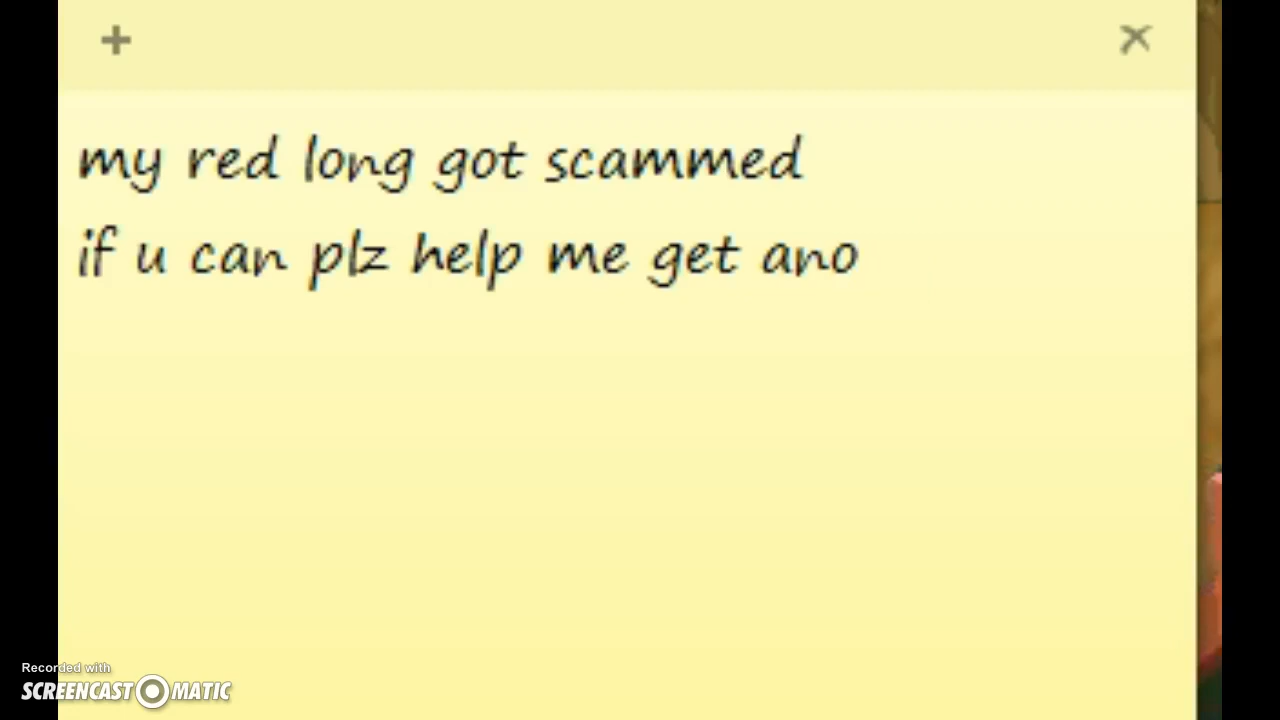 my red long got scammed
if u can plz help me get ano
Recorded with
SCREENCAST MATIC